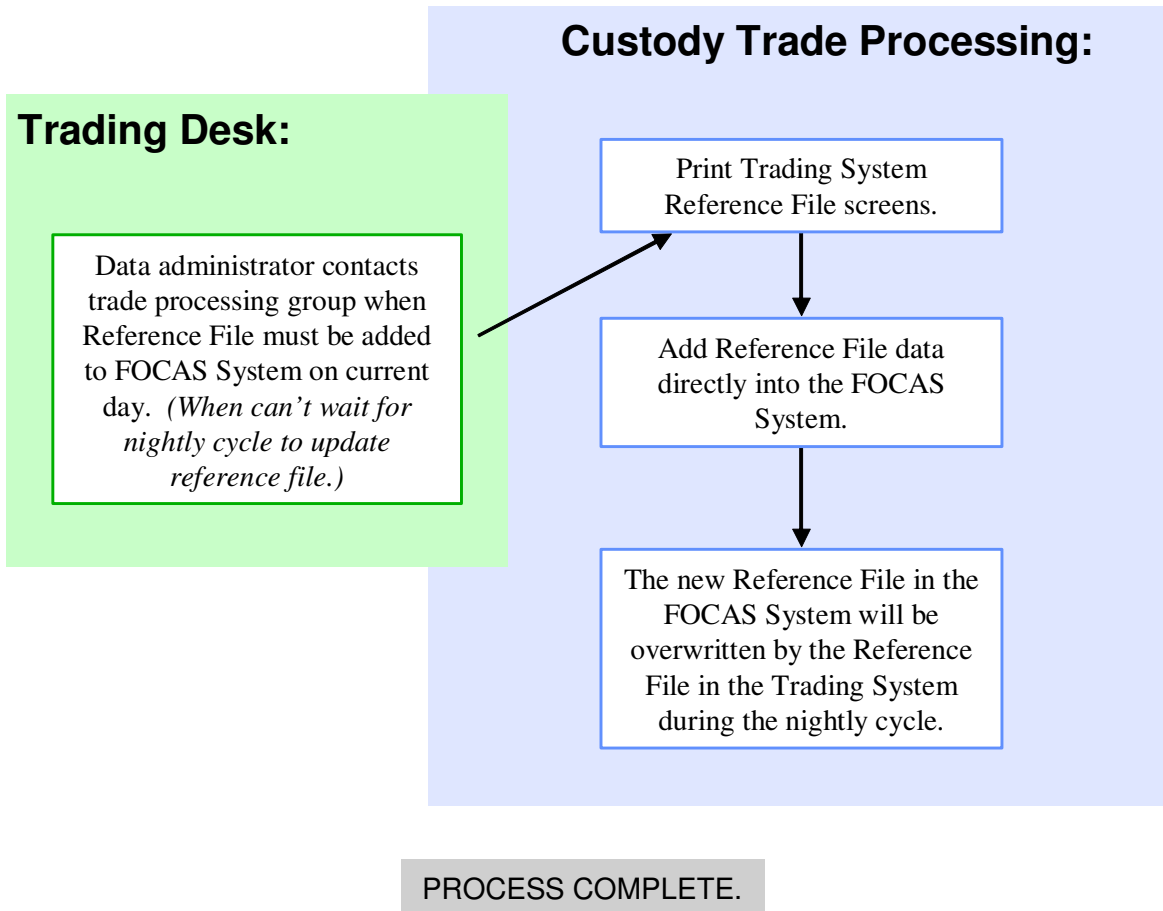 Custody Trade Processing:
Trading Desk:
Data administrator contacts
trade processing group when
Reference File must be added
to FOCAS System on current
day.  (When can’t wait for
nightly cycle to update
reference file.)
Print Trading System
Reference File screens.
Add Reference File data
directly into the FOCAS
System.
The new Reference File in the
FOCAS System will be
overwritten by the Reference
File in the Trading System
during the nightly cycle.
PROCESS COMPLETE.